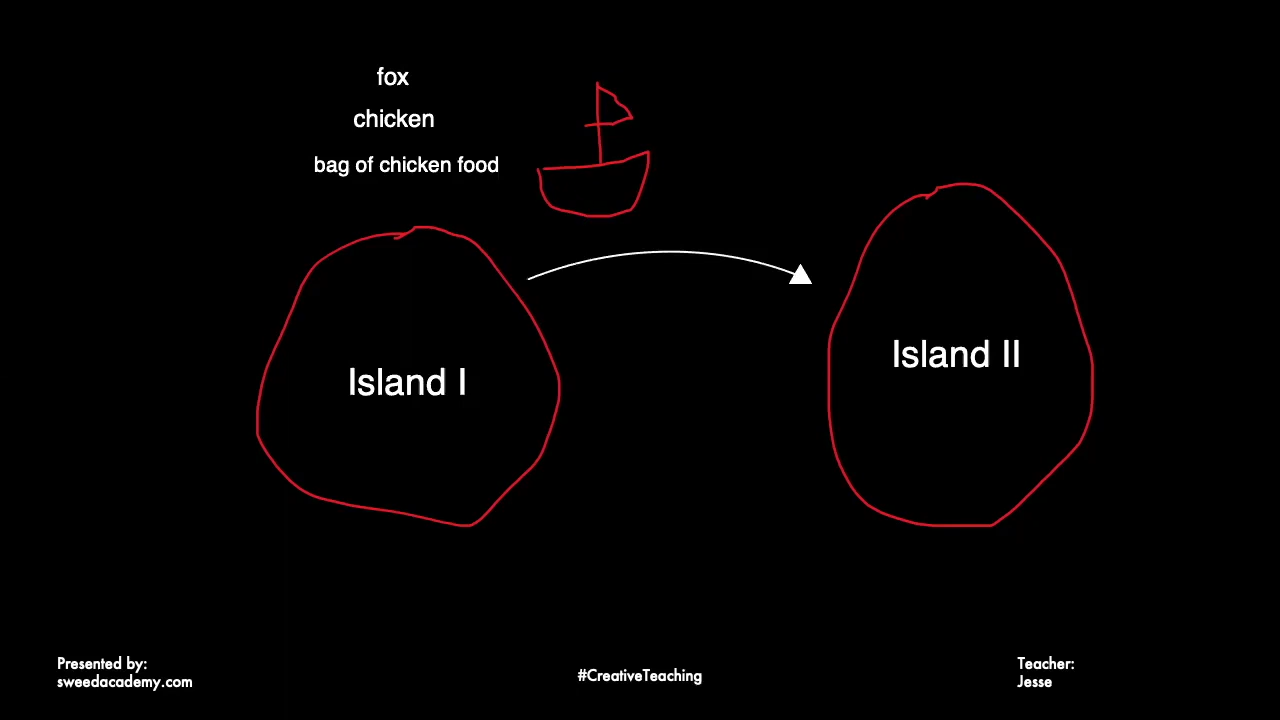 fox
chicken
bag of chicken food
Island I
Island II
Presented by:
sweedacademy.com
#CreativeTeaching
Teacher:
Jesse